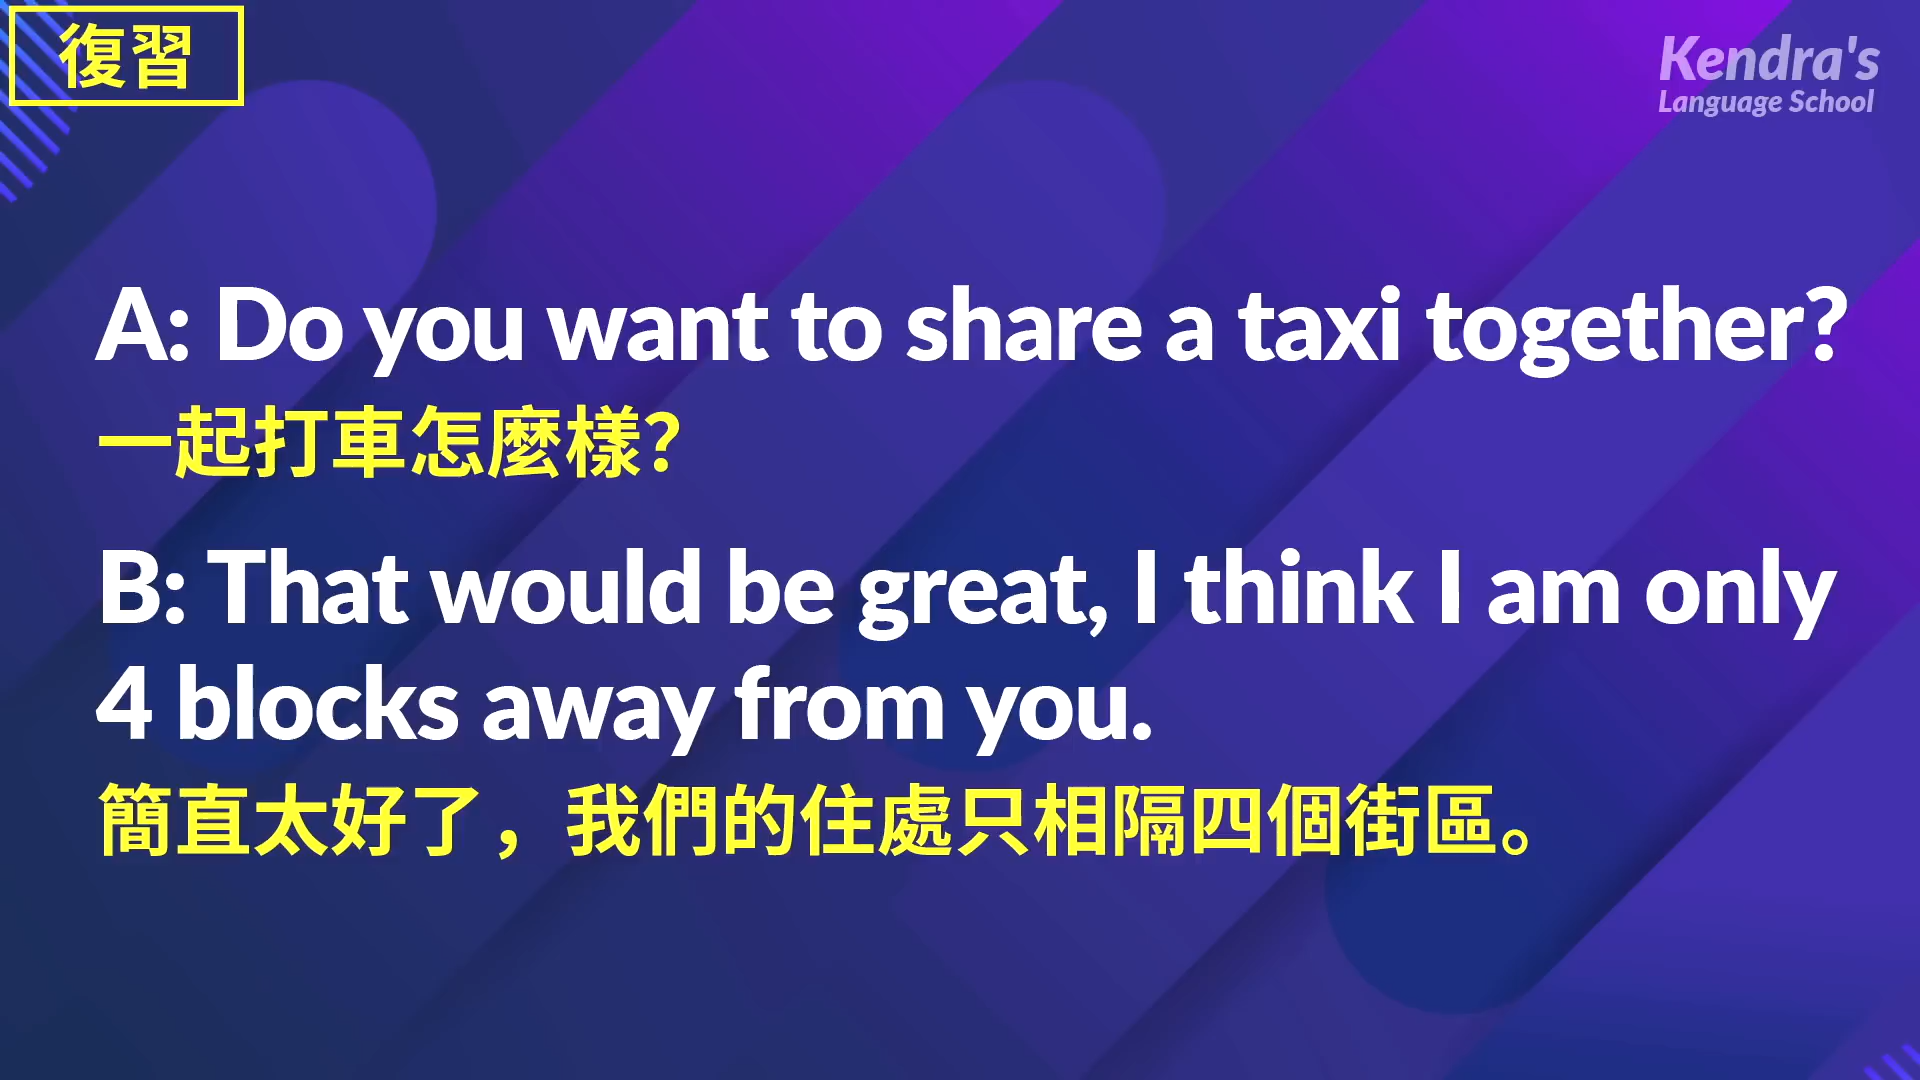 復習
Kendra's
Language School
A: Do you want to share a taxi together?
一起打車怎麼樣?
B: That would be great, I think I am only
4 blocks away from you.
簡直太好了，我們的住處只相隔四個街區。